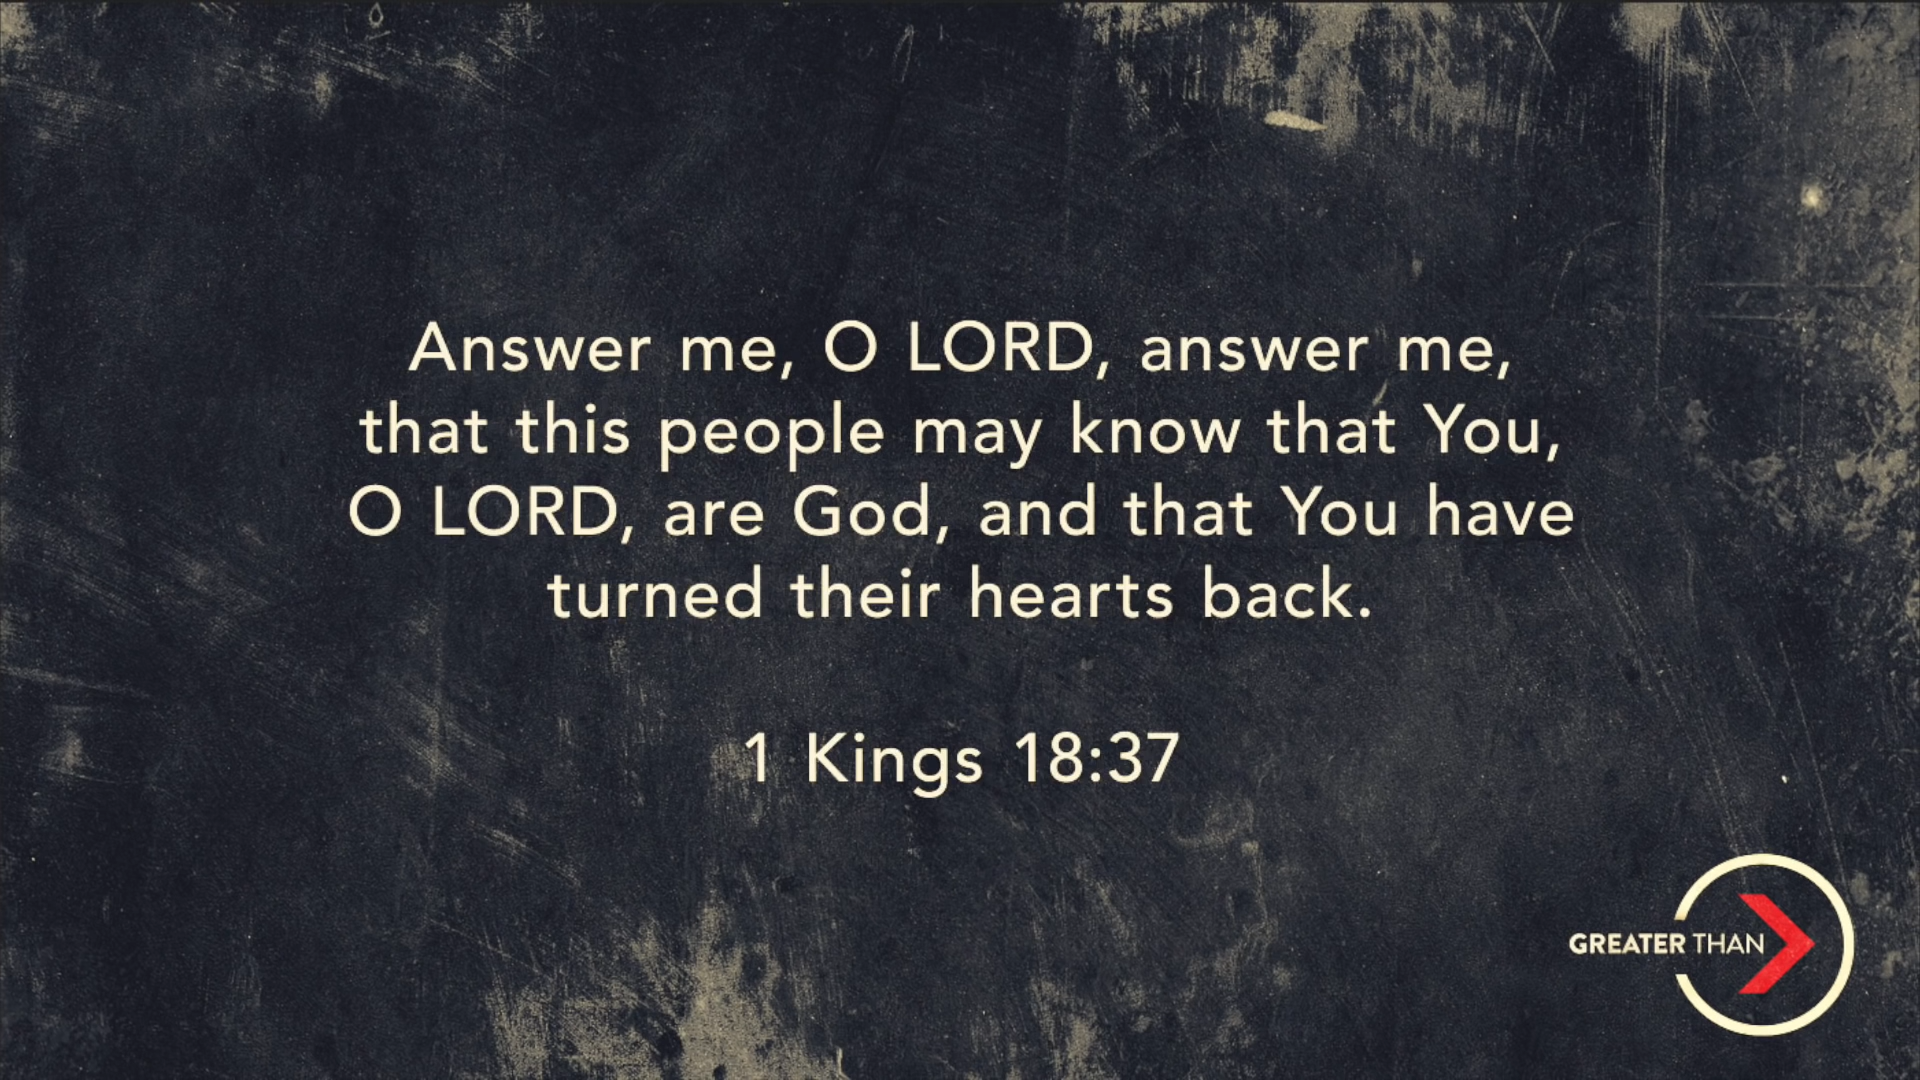 Answer me, O LORD, answer me,
that this people may know that You,
O LORD, are God, and that You have
turned their hearts back.
1 Kings 18:37
GREATER THAN